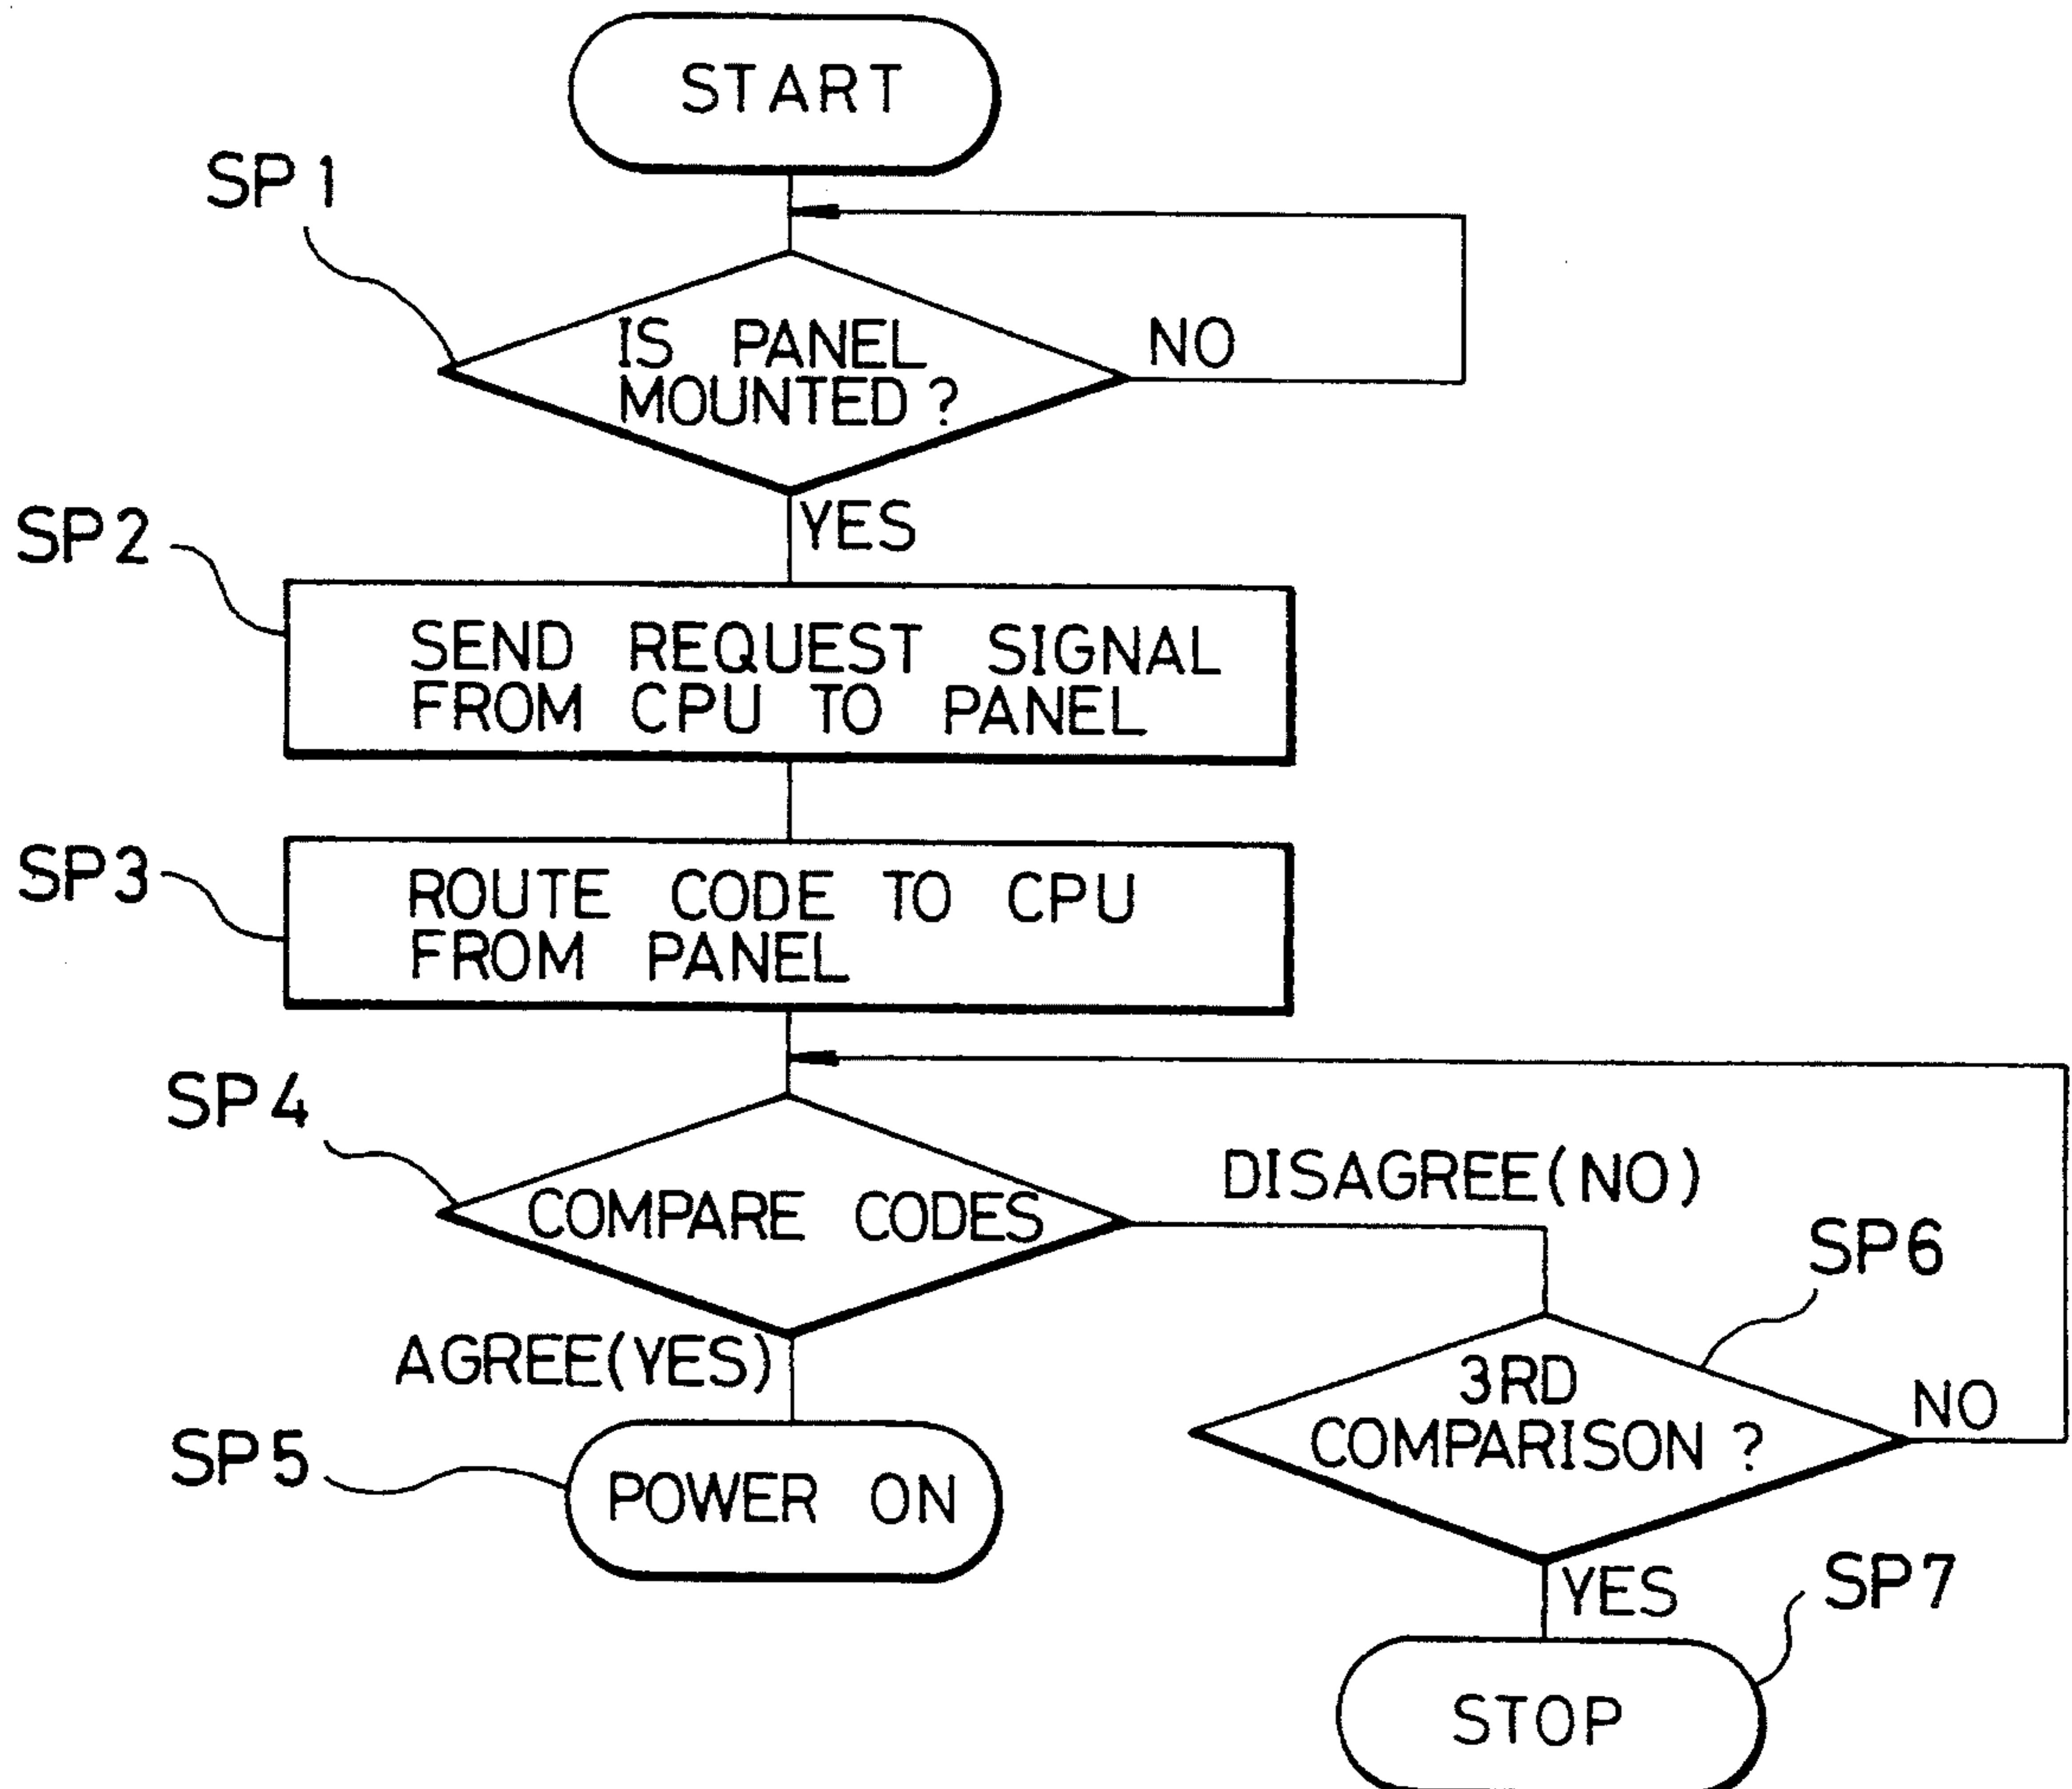 START
SP1
IS PANEL
MOUNTED ?
NO
YES
SP2
SEND REQUEST SIGNAL
FROM CPU TO PANEL
SP3
ROUTE CODE TO CPU
FROM PANEL
SP4
COMPARE CODES
DISAGREE(NO)
AGREE(YES)
SP5
POWER ON
SP6
3RD
COMPARISON ?
NO
YES
SP7
STOP